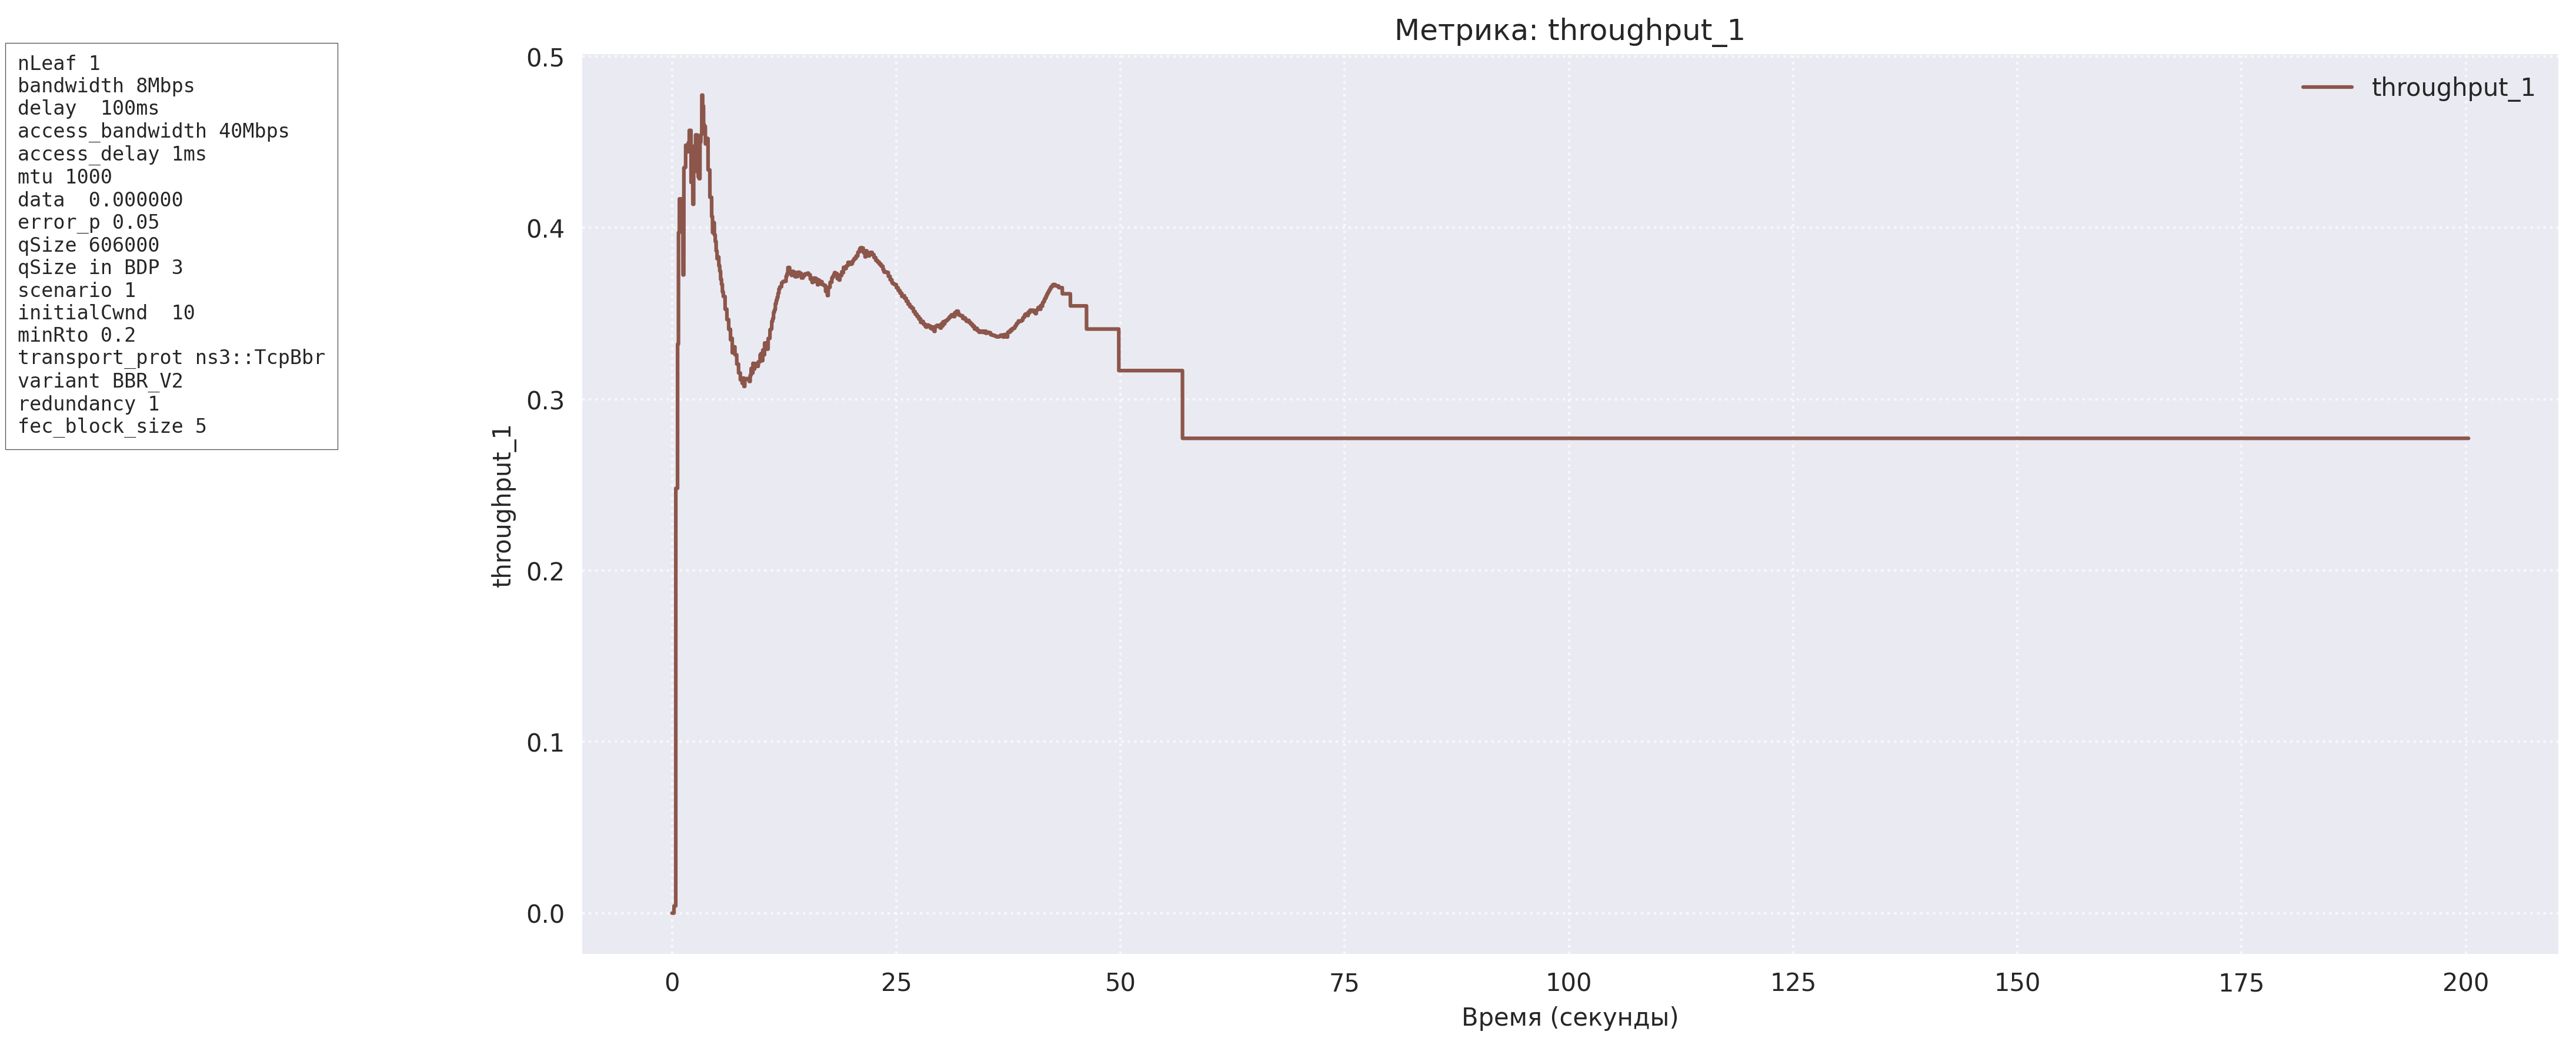 Метрика: throughput_1
nLeaf 1
bandwidth 8Mbps
delay  100ms
access_bandwidth 40Mbps
access_delay 1ms
mtu 1000
data  0.000000
error_p 0.05
qSize 606000
qSize in BDP 3
scenario 1
initialCwnd  10
minRto 0.2
transport_prot ns3::TcpBbr
variant BBR_V2
redundancy 1
fec_block_size 5
throughput_1
throughput_1
0.5
0.4
0.3
0.2
0.1
0.0
0 25 50 75 100 125 150 175 200
Время (секунды)